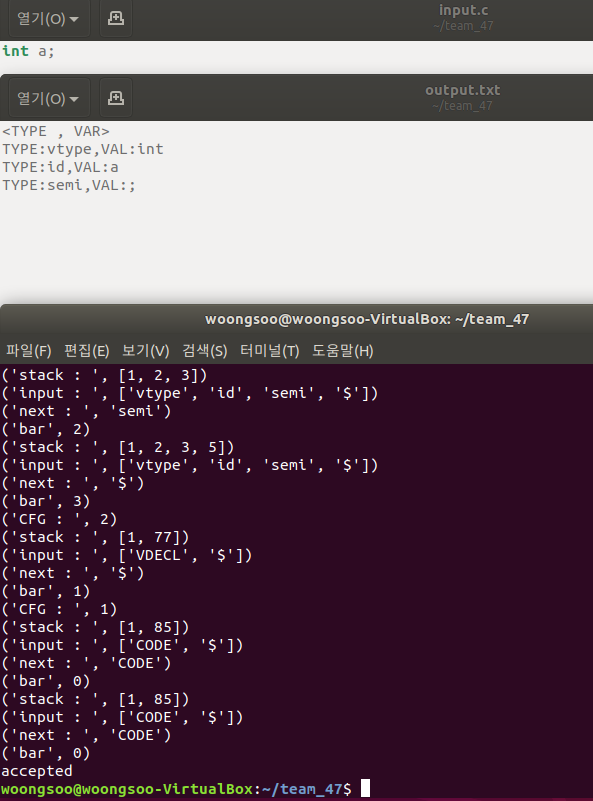 열기(O)
input.c
~/team_47
int a;
열기(O)
output.txt
~/team_47
<TYPE , VAR>
TYPE:vtype,VAL:int
TYPE:id,VAL:a
TYPE:semi,VAL:;
woongsoo@woongsoo-VirtualBox: ~/team_47
파일(F) 편집(E) 보기(V) 검색(S) 터미널(T) 도움말(H)
('stack : ', [1, 2, 3])
('input : ', ['vtype', 'id', 'semi', '$'])
('next : ', 'semi')
('bar', 2)
('stack : ', [1, 2, 3, 5])
('input : ', ['vtype', 'id', 'semi', '$'])
('next : ', '$')
('bar', 3)
('CFG : ', 2)
('stack : ', [1, 77])
('input : ', ['VDECL', '$'])
('next : ', '$')
('bar', 1)
('CFG : ', 1)
('stack : ', [1, 85])
('input : ', ['CODE', '$'])
('next : ', 'CODE')
('bar', 0)
('stack : ', [1, 85])
('input : ', ['CODE', '$'])
('next : ', 'CODE')
('bar', 0)
accepted
woongsoo@woongsoo-VirtualBox:~/team_47$